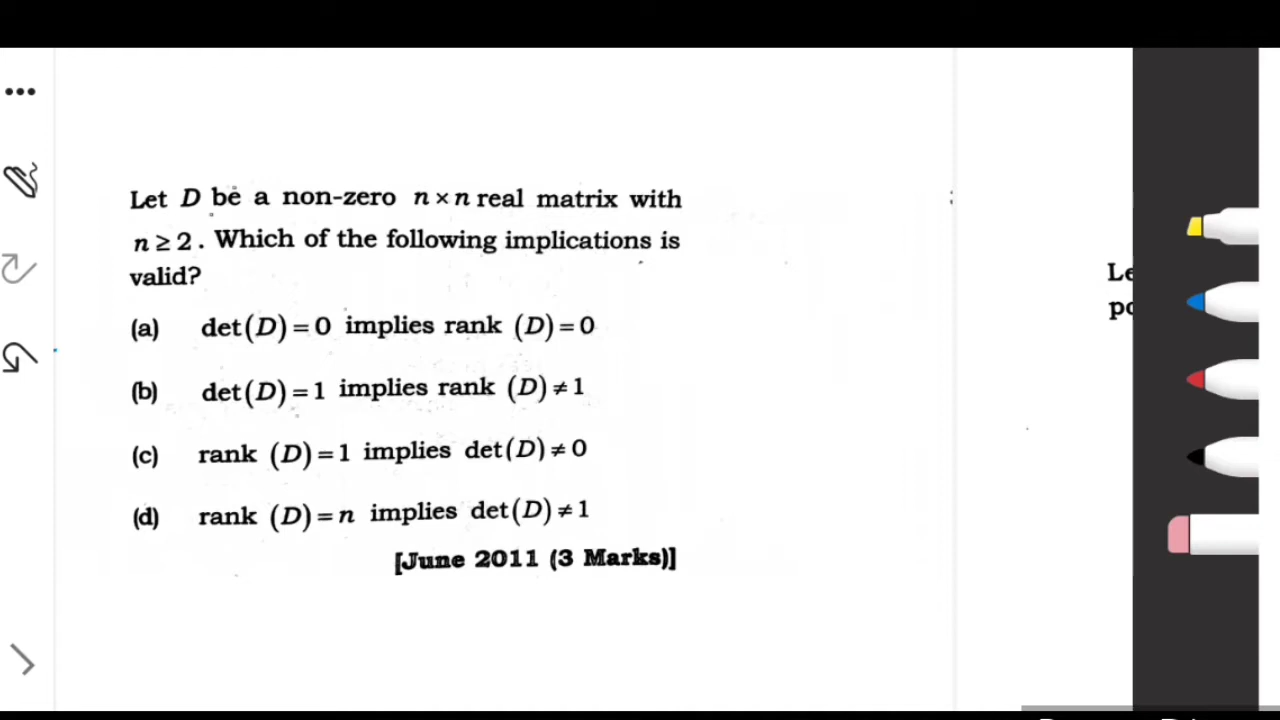 Let D be a non-zero n × n real matrix with
n ≥ 2. Which of the following implications is
valid?
(a) det(D) = 0 implies rank (D) = 0
(b) det(D) = 1 implies rank (D) ≠ 1
(c) rank (D) = 1 implies det(D) ≠ 0
(d) rank (D) = n implies det(D) ≠ 1
[June 2011 (3 Marks)]
Le
po